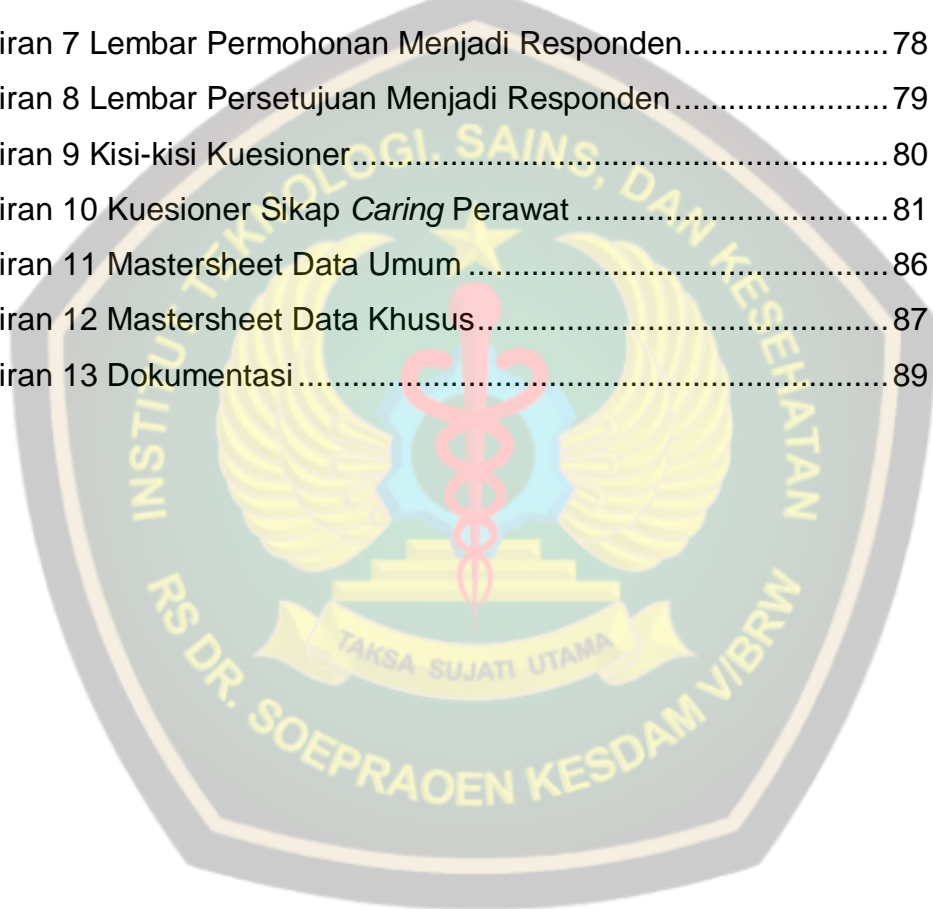 iran 7 Lembar Permohonan Menjadi Responden....................... 78
iran 8 Lembar Persetujuan Menjadi Responden........................ 79
iran 9 Kisi-kisi Kuesioner............................................................ 80
iran 10 Kuesioner Sikap Caring Perawat ................................... 81
iran 11 Mastersheet Data Umum ............................................... 86
iran 12 Mastersheet Data Khusus.............................................. 87
iran 13 Dokumentasi.................................................................. 89
INSTITUT TEKNOLOGI, SAINS, DAN KESEHATAN
TAKSA SUJATI UTAMA
RS DR. SOEPRAOEN KESDAM V/BRW